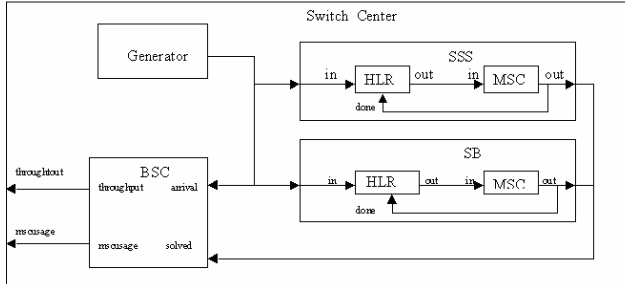 Switch Center
Generator
SSS
in HLR out in MSC out
done
SB
in HLR out in MSC out
done
BSC
throughtout
throughput arrival
mscusage
mscusage solved